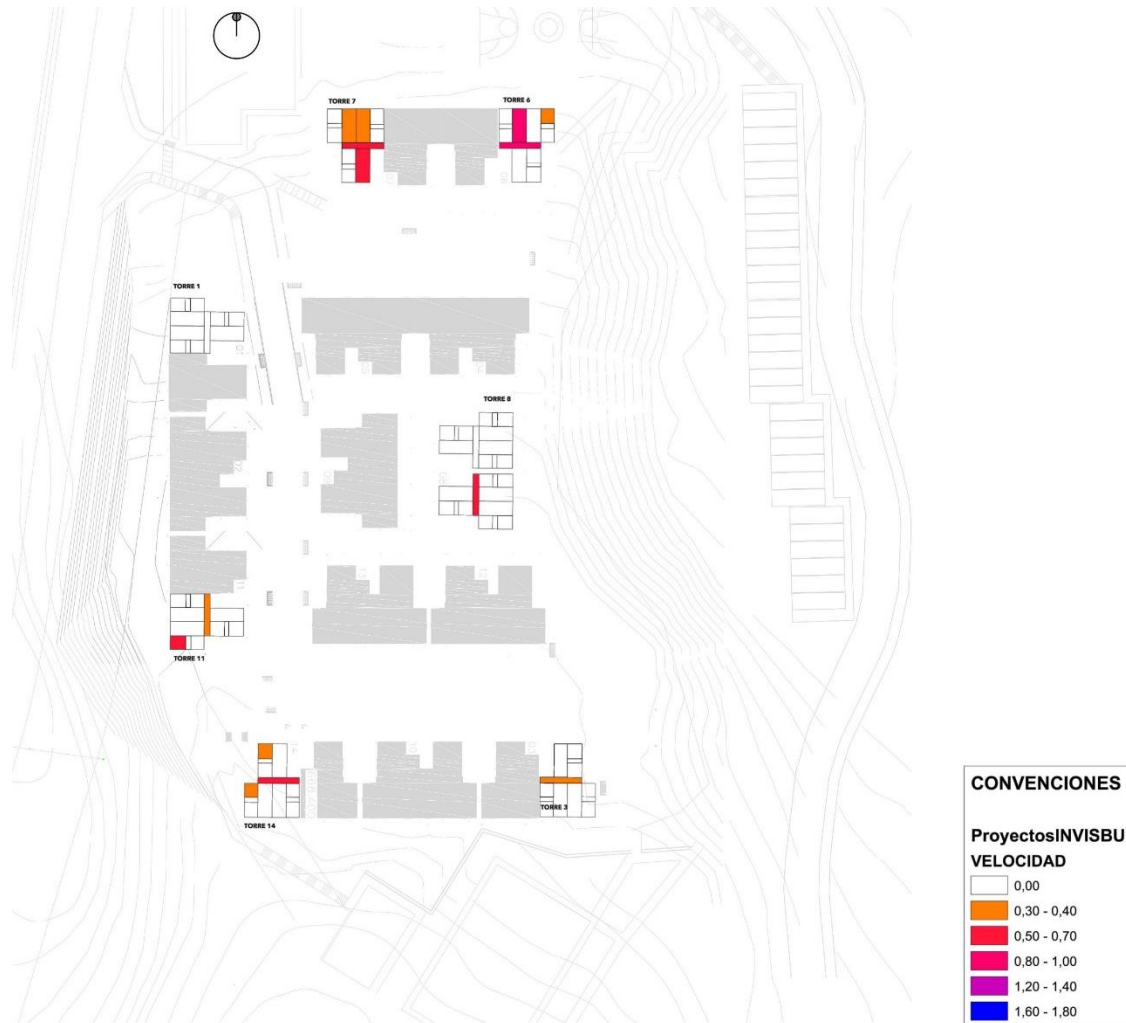 TORRE 7
TORRE 6
TORRE 1
TORRE 8
TORRE 11
TORRE 3
TORRE 14
CONVENCIONES
ProyectosINVISBU
VELOCIDAD
0,00
0,30 - 0,40
0,50 - 0,70
0,80 - 1,00
1,20 - 1,40
1,60 - 1,80